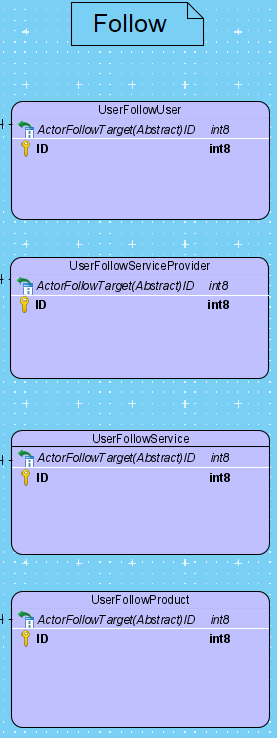 Follow
UserFollowUser
ActorFollowTarget(Abstract)ID int8
ID int8
UserFollowServiceProvider
ActorFollowTarget(Abstract)ID int8
ID int8
UserFollowService
ActorFollowTarget(Abstract)ID int8
ID int8
UserFollowProduct
ActorFollowTarget(Abstract)ID int8
ID int8